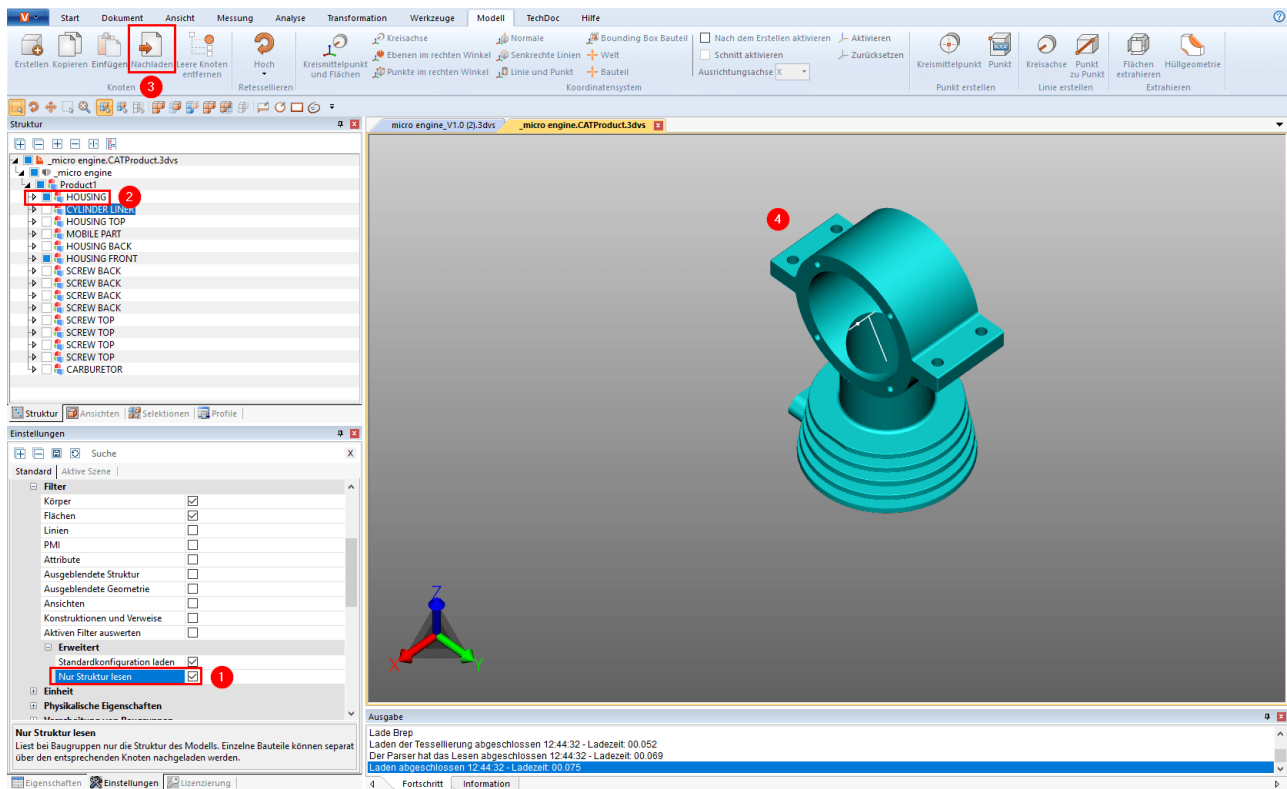 V Start Dokument Ansicht Messung Analyse Transformation Werkzeuge Modell TechDoc Hilfe
Erstellen Kopieren Einfügen Nachladen Leere Knoten entfernen
Knoten
3
Hoch
Retessellieren
Kreismittelpunkt und Flächen
Kreisachse Normale Bounding Box Bauteil Nach dem Erstellen aktivieren Aktivieren
Ebenen im rechten Winkel Senkrechte Linien Welt Schnitt aktivieren Zurücksetzen
Punkte im rechten Winkel Linie und Punkt Bauteil Ausrichtungsachse X
Koordinatensystem
Kreismittelpunkt Punkt
Punkt erstellen
Kreisachse Punkt zu Punkt
Linie erstellen
Flächen extrahieren Hüllgeometrie
Extrahieren
Struktur
_micro engine.CATProduct.3dvs
_micro engine
Product1
HOUSING 2
CYLINDER LINER
HOUSING TOP
MOBILE PART
HOUSING BACK
HOUSING FRONT
SCREW BACK
SCREW BACK
SCREW BACK
SCREW BACK
SCREW TOP
SCREW TOP
SCREW TOP
SCREW TOP
CARBURETOR
Struktur Ansichten Selektionen Profile
Einstellungen
Suche X
Standard Aktive Szene
Filter
Körper
Flächen
Linien
PMI
Attribute
Ausgeblendete Struktur
Ausgeblendete Geometrie
Ansichten
Konstruktionen und Verweise
Aktiven Filter auswerten
Erweitert
Standardkonfiguration laden
Nur Struktur lesen 1
Einheit
Physikalische Eigenschaften
Verarbeitung von Baugruppen
Nur Struktur lesen
Liest bei Baugruppen nur die Struktur des Modells. Einzelne Bauteile können separat
über den entsprechenden Knoten nachgeladen werden.
Eigenschaften Einstellungen Lizenzierung
micro engine_V1.0 (2).3dvs _micro engine.CATProduct.3dvs
4
Z
X Y
Ausgabe
Lade Brep
Laden der Tessellierung abgeschlossen 12:44:32 - Ladezeit: 00.052
Der Parser hat das Lesen abgeschlossen 12:44:32 - Ladezeit: 00.069
Laden abgeschlossen 12:44:32 - Ladezeit: 00.075
Fortschritt Information